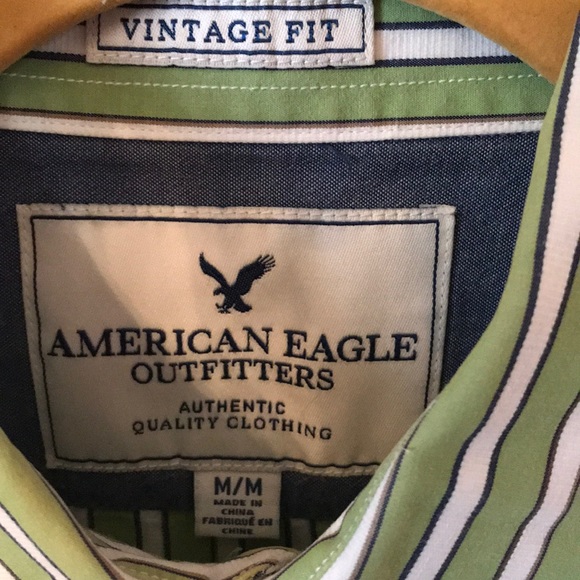 VINTAGE FIT
AMERICAN EAGLE
OUTFITTERS
AUTHENTIC
QUALITY CLOTHING
M/M
MADE IN
CHINA
FABRIQUÉ EN
CHINE